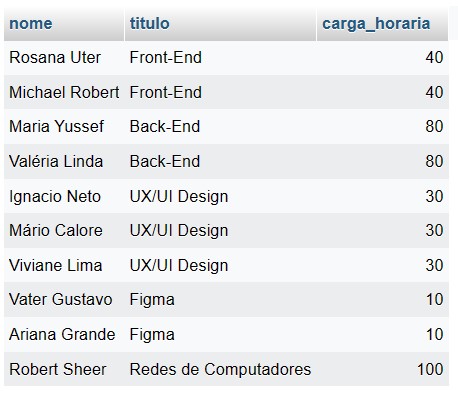 nome titulo carga_horaria
Rosana Uter Front-End 40
Michael Robert Front-End 40
Maria Yussef Back-End 80
Valéria Linda Back-End 80
Ignacio Neto UX/UI Design 30
Mário Calore UX/UI Design 30
Viviane Lima UX/UI Design 30
Vater Gustavo Figma 10
Ariana Grande Figma 10
Robert Sheer Redes de Computadores 100